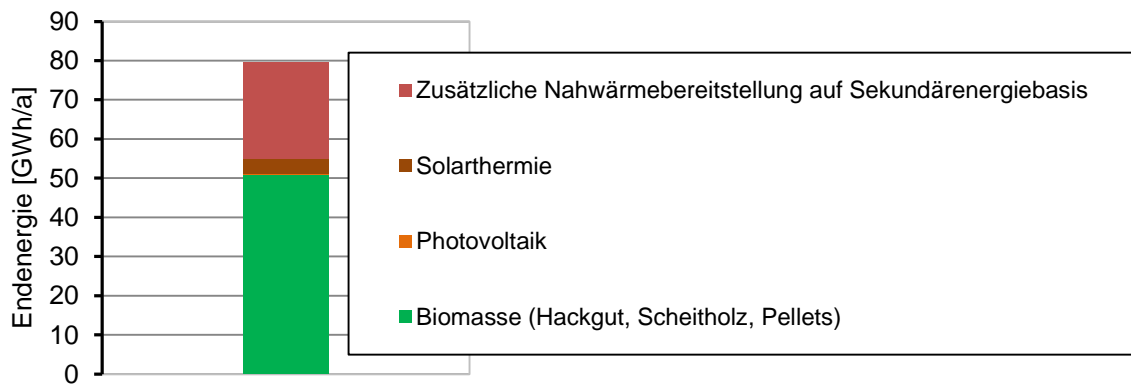 Endenergie [GWh/a]
90
80
70
60
50
40
30
20
10
0
Zusätzliche Nahwärmebereitstellung auf Sekundärenergiebasis
Solarthermie
Photovoltaik
Biomasse (Hackgut, Scheitholz, Pellets)